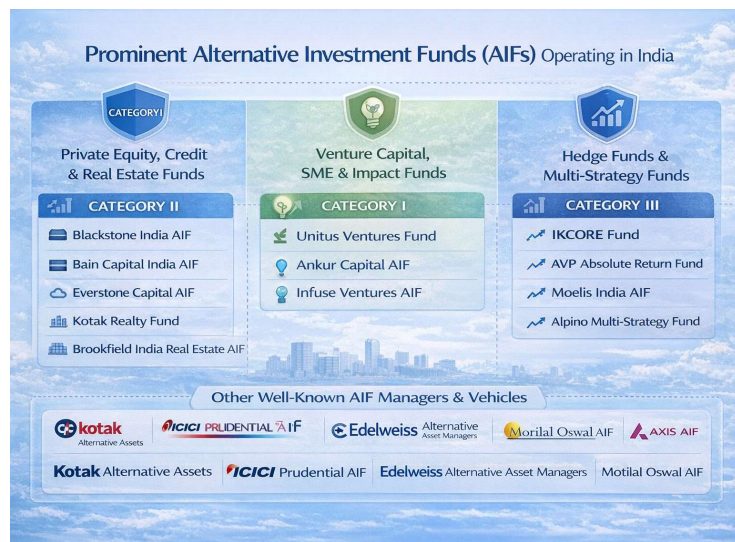 Prominent Alternative Investment Funds (AIFs) Operating in India
CATEGORYI
Private Equity, Credit
& Real Estate Funds
CATEGORY II
Blackstone India AIF
Bain Capital India AIF
Everstone Capital AIF
Kotak Realty Fund
Brookfield India Real Estate AIF
Venture Capital,
SME & Impact Funds
CATEGORY I
Unitus Ventures Fund
Ankur Capital AIF
Infuse Ventures AIF
Hedge Funds &
Multi-Strategy Funds
CATEGORY III
IKCORE Fund
AVP Absolute Return Fund
Moelis India AIF
Alpino Multi-Strategy Fund
Other Well-Known AIF Managers & Vehicles
kotak
Alternative Assets
ICICI PRLDENTIAL AIF
Edelweiss Alternative
Asset Managers
Morilal Oswal AIF
AXIS AIF
Kotak Alternative Assets
ICICI Prudential AIF
Edelweiss Alternative Asset Managers
Motilal Oswal AIF